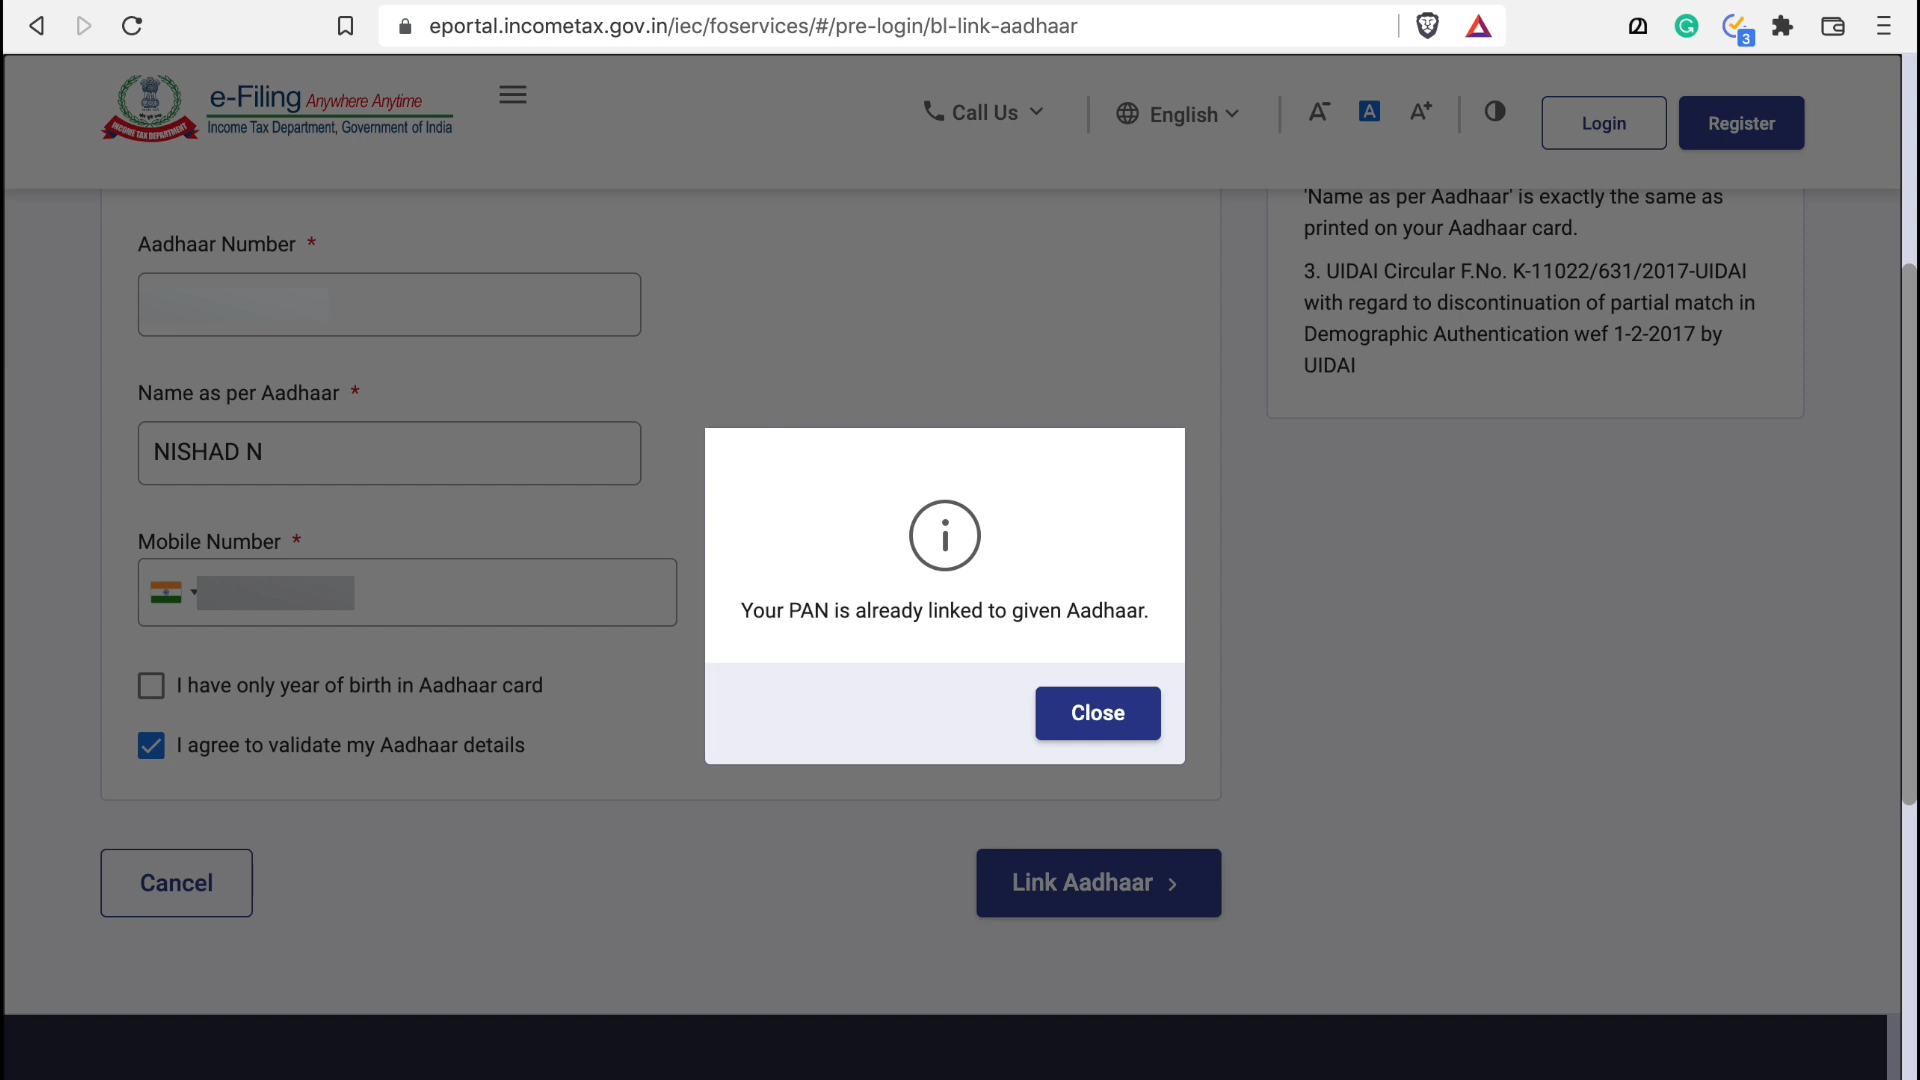 eportal.incometax.gov.in/iec/foservices/#/pre-login/bl-link-aadhaar
3
e-Filing Anywhere Anytime
Income Tax Department, Government of India
INCOME TAX DEPARTMENT
Call Us
English
A-
A
A+
Login
Register
'Name as per Aadhaar' is exactly the same as
printed on your Aadhaar card.
3. UIDAI Circular F.No. K-11022/631/2017-UIDAI
with regard to discontinuation of partial match in
Demographic Authentication wef 1-2-2017 by
UIDAI
Aadhaar Number *
Name as per Aadhaar *
NISHAD N
Mobile Number *
I have only year of birth in Aadhaar card
I agree to validate my Aadhaar details
Your PAN is already linked to given Aadhaar.
Close
Cancel
Link Aadhaar >